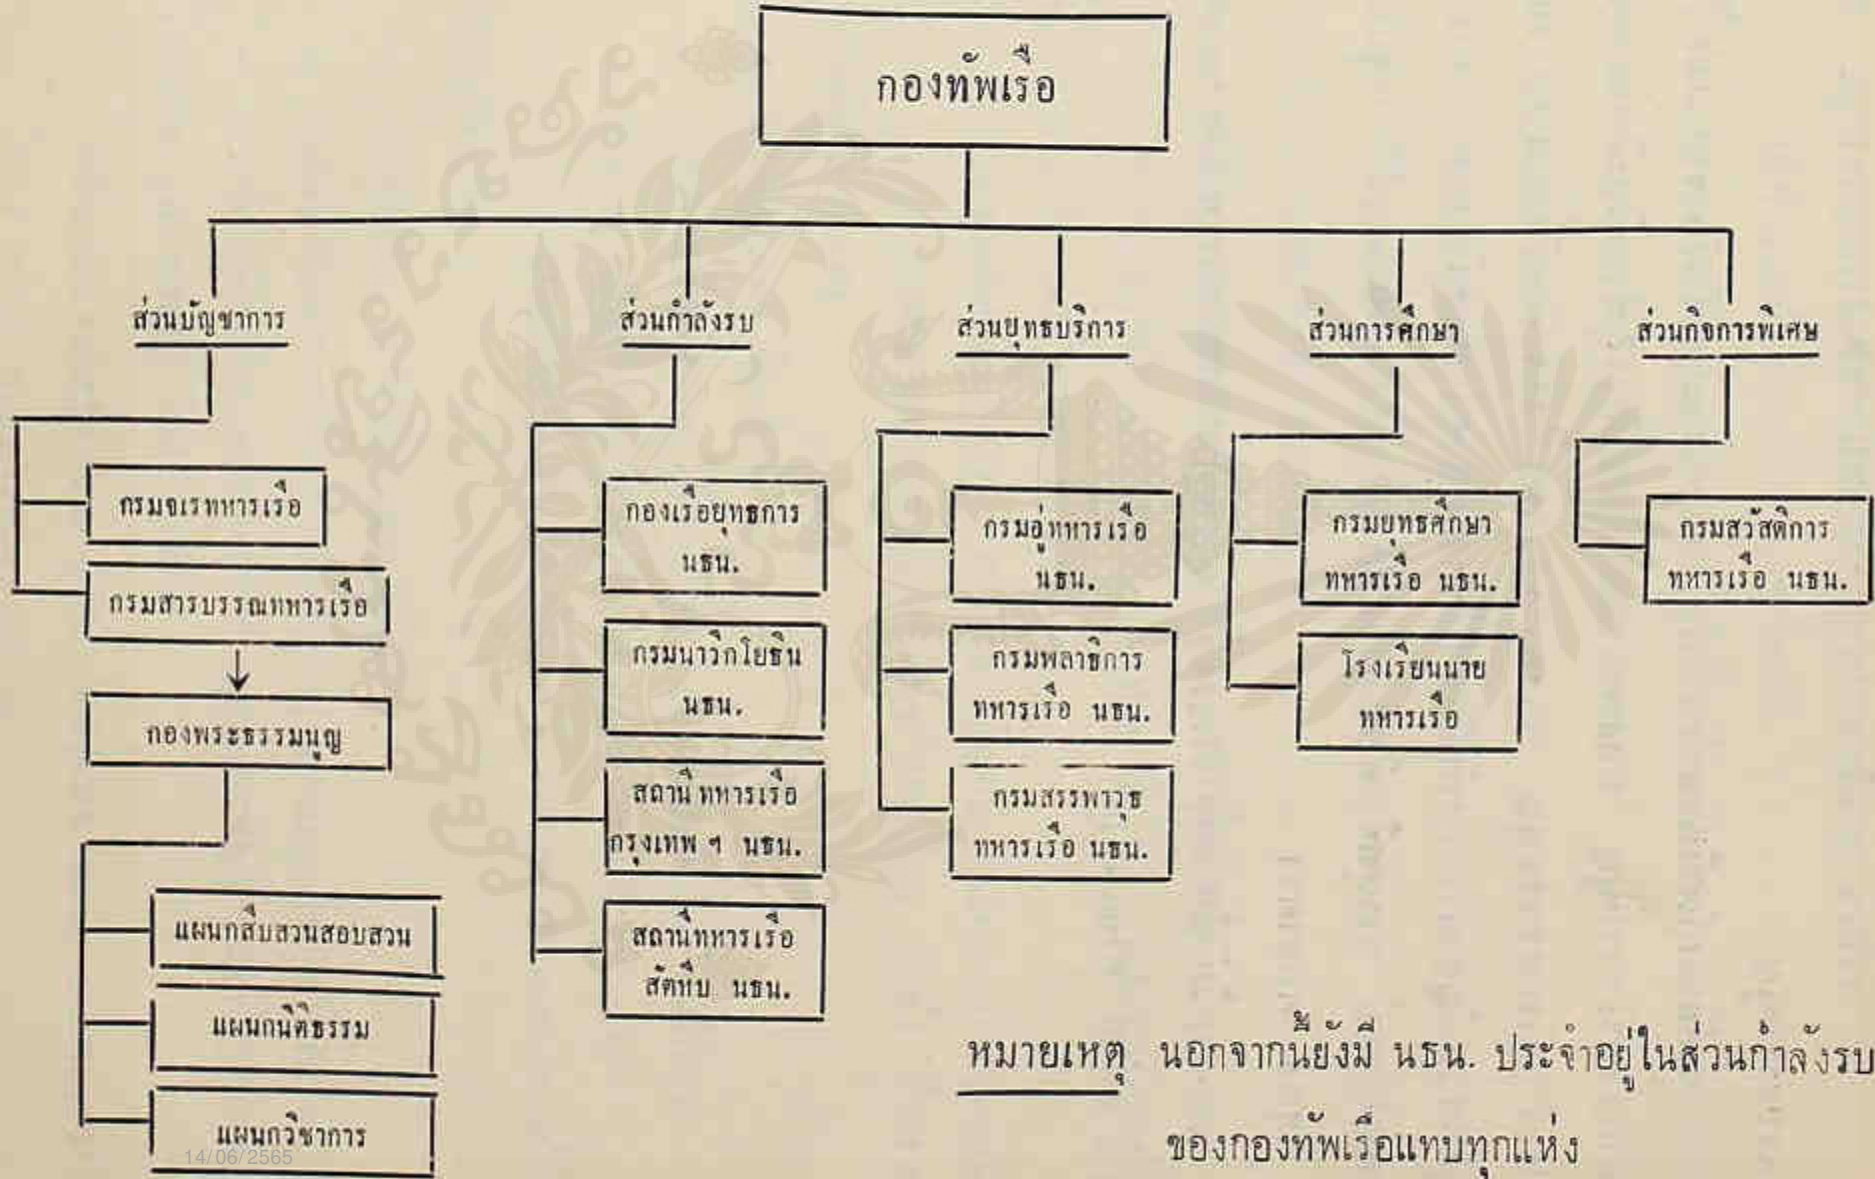 กองทัพเรือ
ส่วนบัญชาการ
กรมจเรทหารเรือ
กรมสารบรรณทหารเรือ
กองพระธรรมนูญ
แผนกสืบสวนสอบสวน
แผนกนิติธรรม
แผนกวิชาการ
ส่วนกำลังรบ
กองเรือยุทธการ
นธน.
กรมนาวิกโยธิน
นธน.
สถานีทหารเรือ
กรุงเทพ ฯ นธน.
สถานีทหารเรือ
สัตหีบ นธน.
ส่วนยุทธบริการ
กรมอู่ทหารเรือ
นธน.
กรมพลาธิการ
ทหารเรือ นธน.
กรมสรรพาวุธ
ทหารเรือ นธน.
ส่วนการศึกษา
กรมยุทธศึกษา
ทหารเรือ นธน.
โรงเรียนนาย
ทหารเรือ
ส่วนกิจการพิเศษ
กรมสวัสดิการ
ทหารเรือ นธน.
หมายเหตุ นอกจากนี้ยังมี นธน. ประจำอยู่ในส่วนกำลังรบ
ของกองทัพเรือแทบทุกแห่ง
14/06/2565